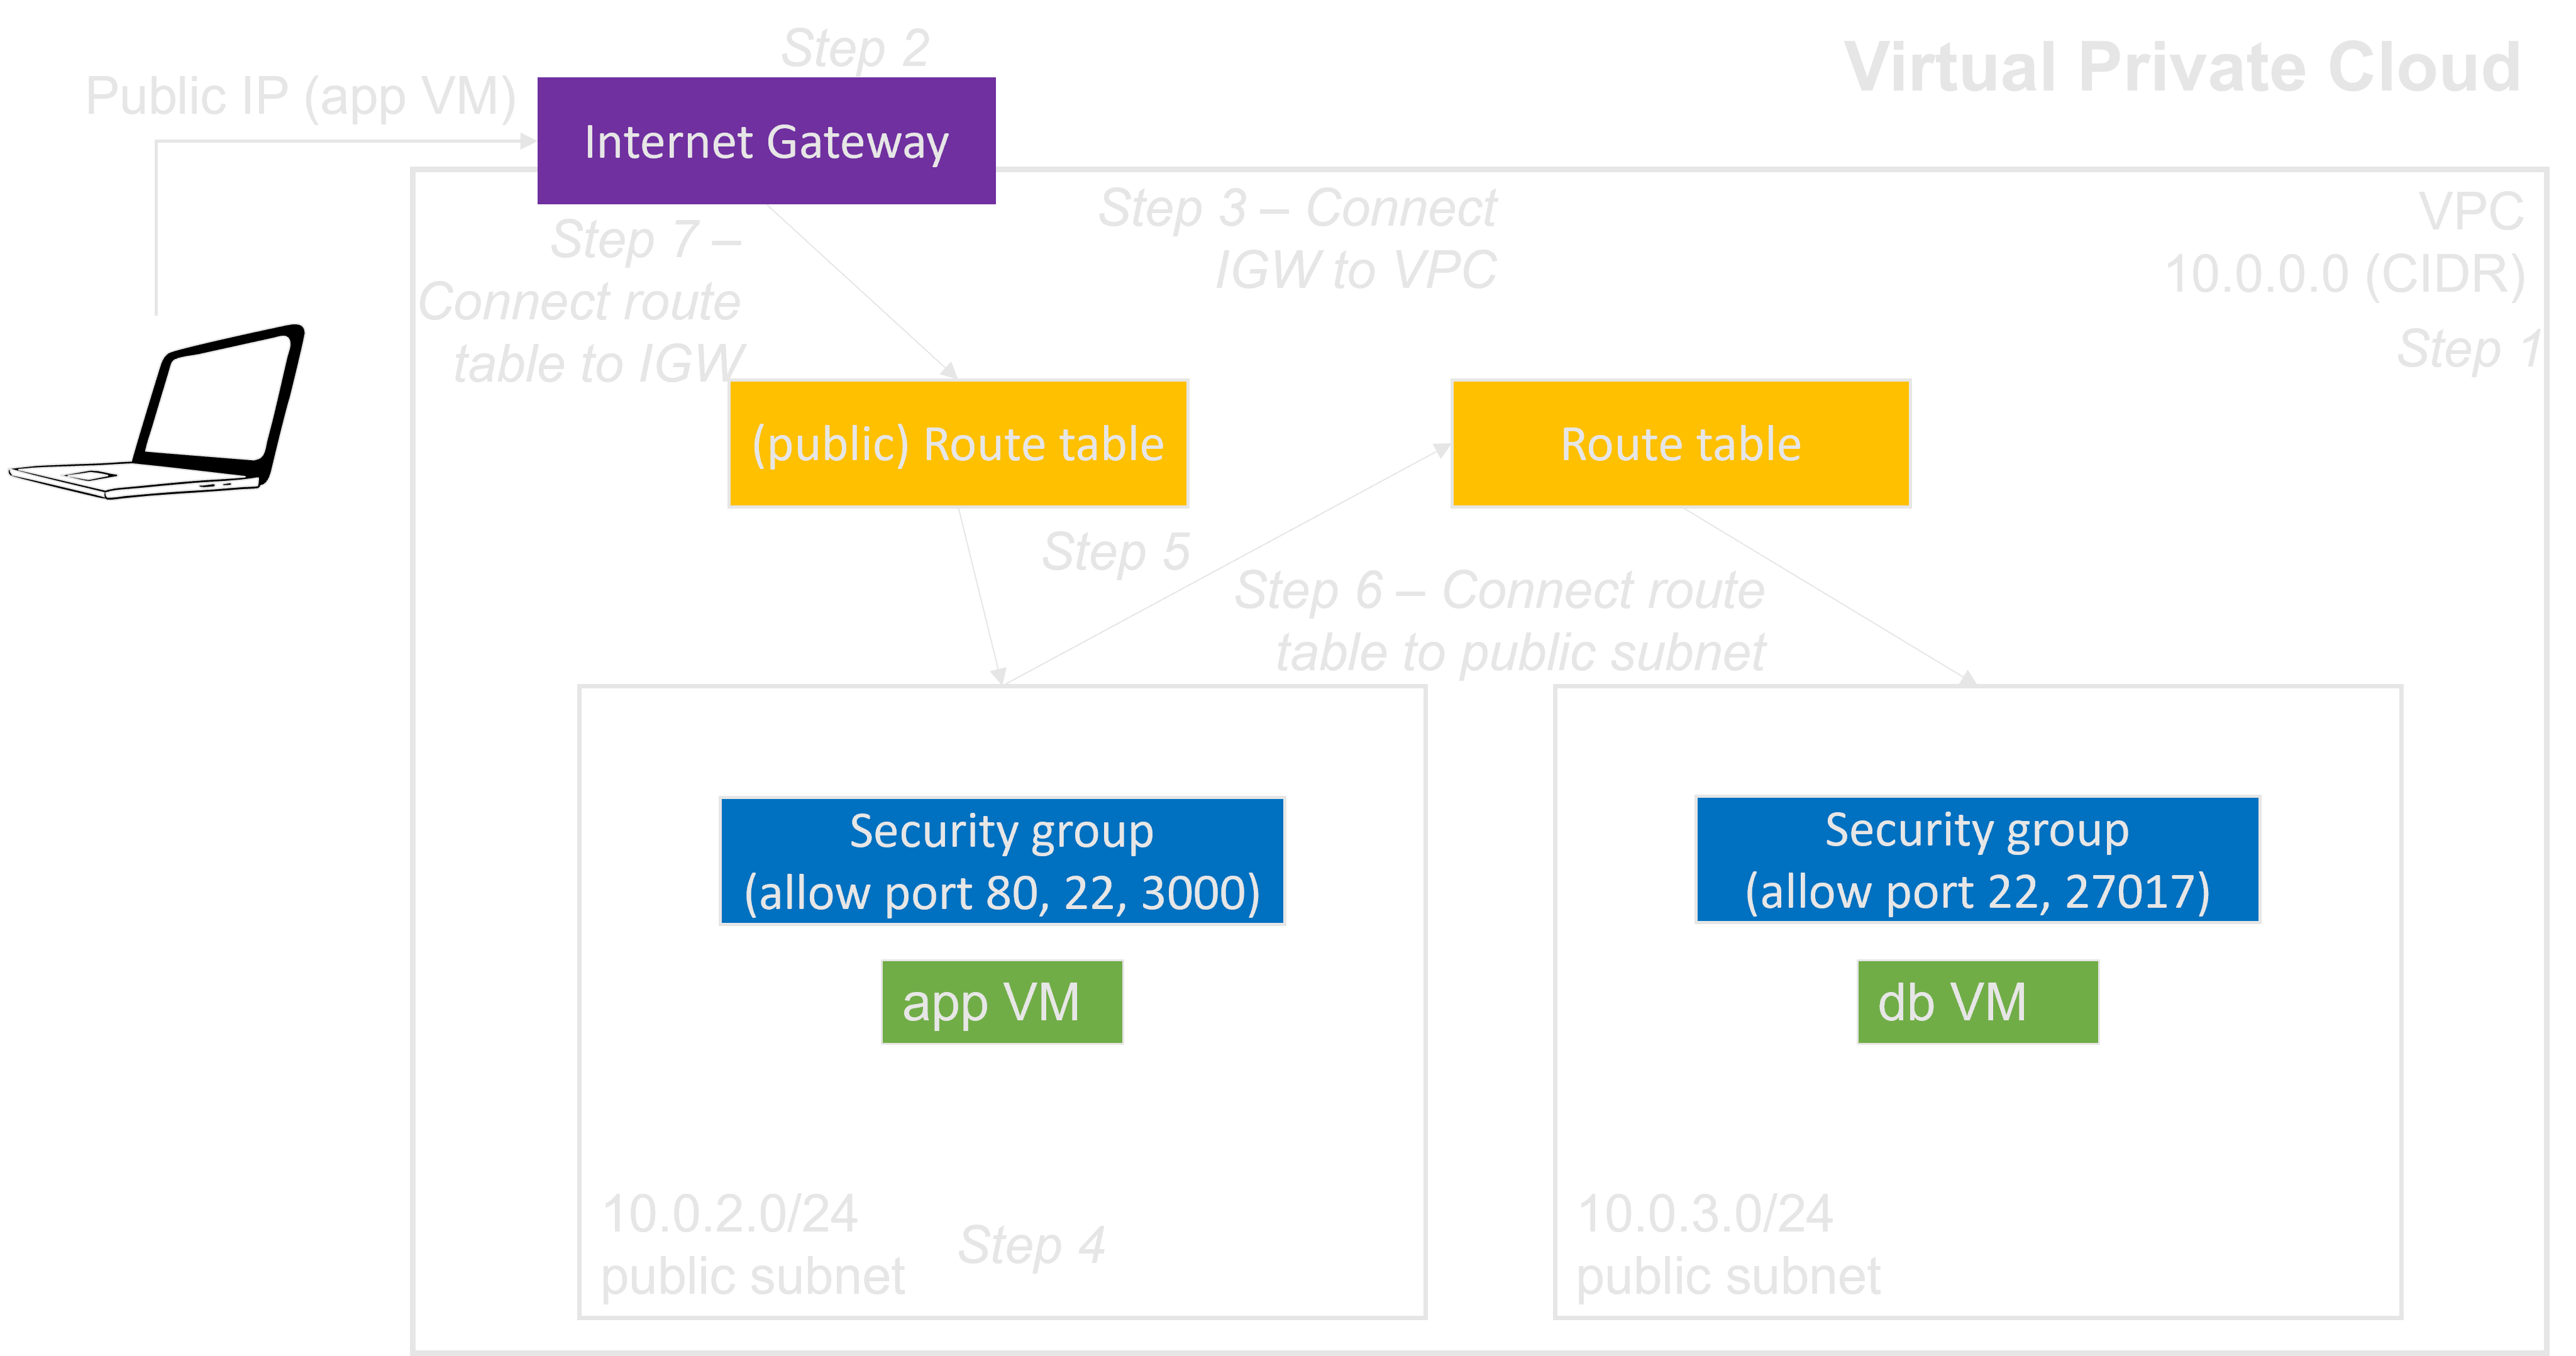 Step 2
Virtual Private Cloud
Public IP (app VM)
Internet Gateway
Step 3 – Connect
IGW to VPC
VPC
10.0.0.0 (CIDR)
Step 1
Step 7 –
Connect route
table to IGW
(public) Route table
Route table
Step 5
Step 6 – Connect route
table to public subnet
Security group
(allow port 80, 22, 3000)
app VM
10.0.2.0/24
public subnet
Step 4
Security group
(allow port 22, 27017)
db VM
10.0.3.0/24
public subnet